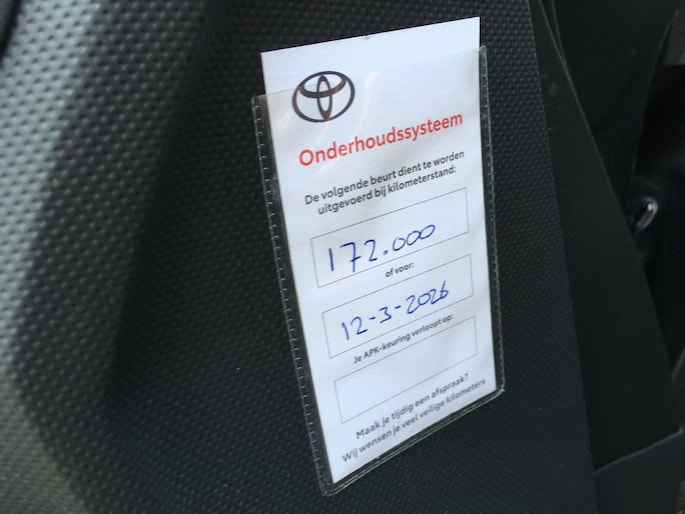 Onderhoudssysteem
De volgende beurt dient te worden
uitgevoerd bij kilometerstand:
172.000
of voor:
12-3-2026
Je APK-keuring verloopt op:
Maak je tijdig een afspraak?
Wij wensen je veel veilige kilometers